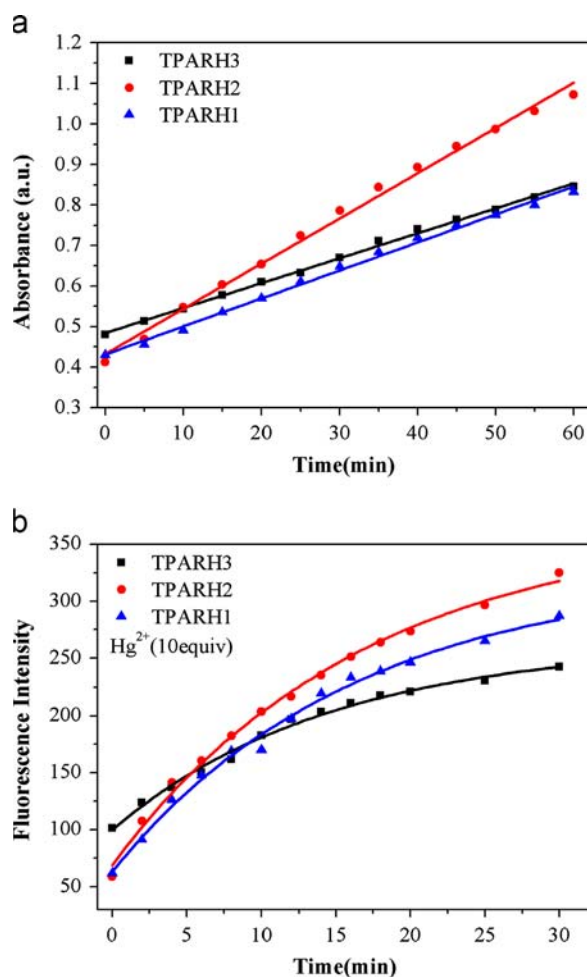 a
1.2
1.1
1.0
0.9
0.8
0.7
0.6
0.5
0.4
0.3
Absorbance (a.u.)
TPARH3
TPARH2
TPARH1
0 10 20 30 40 50 60
Time(min)
b
350
300
250
200
150
100
50
Fluorescence Intensity
TPARH3
TPARH2
TPARH1
Hg²⁺(10equiv)
0 5 10 15 20 25 30
Time(min)